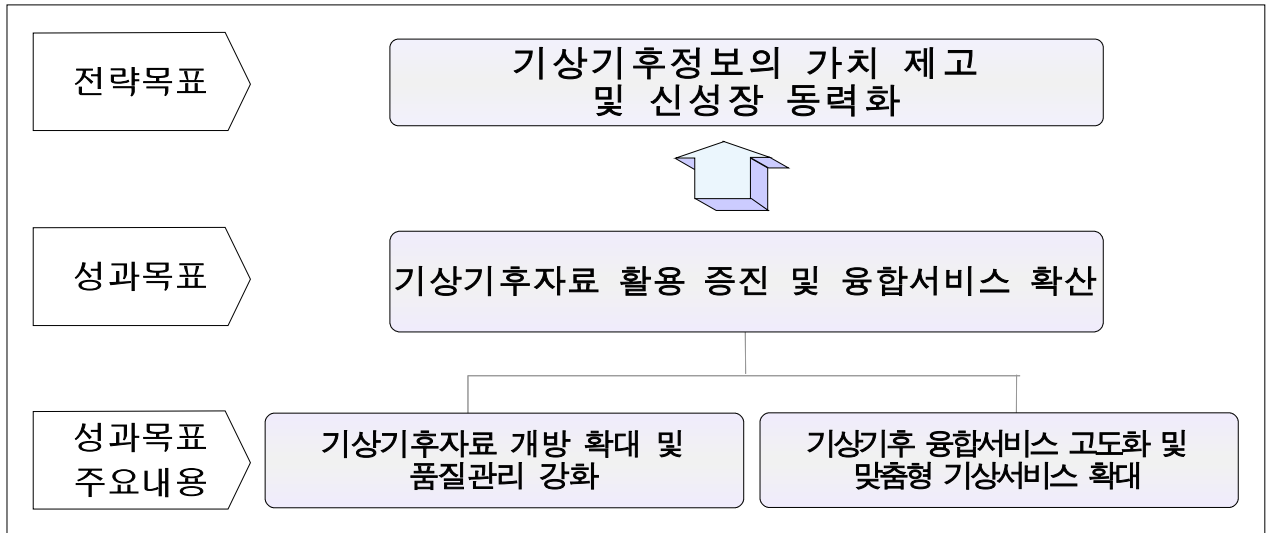 전략목표
기상기후정보의 가치 제고
및 신성장 동력화
성과목표
기상기후자료 활용 증진 및 융합서비스 확산
성과목표
주요내용
기상기후자료 개방 확대 및
품질관리 강화
기상기후 융합서비스 고도화 및
맞춤형 기상서비스 확대